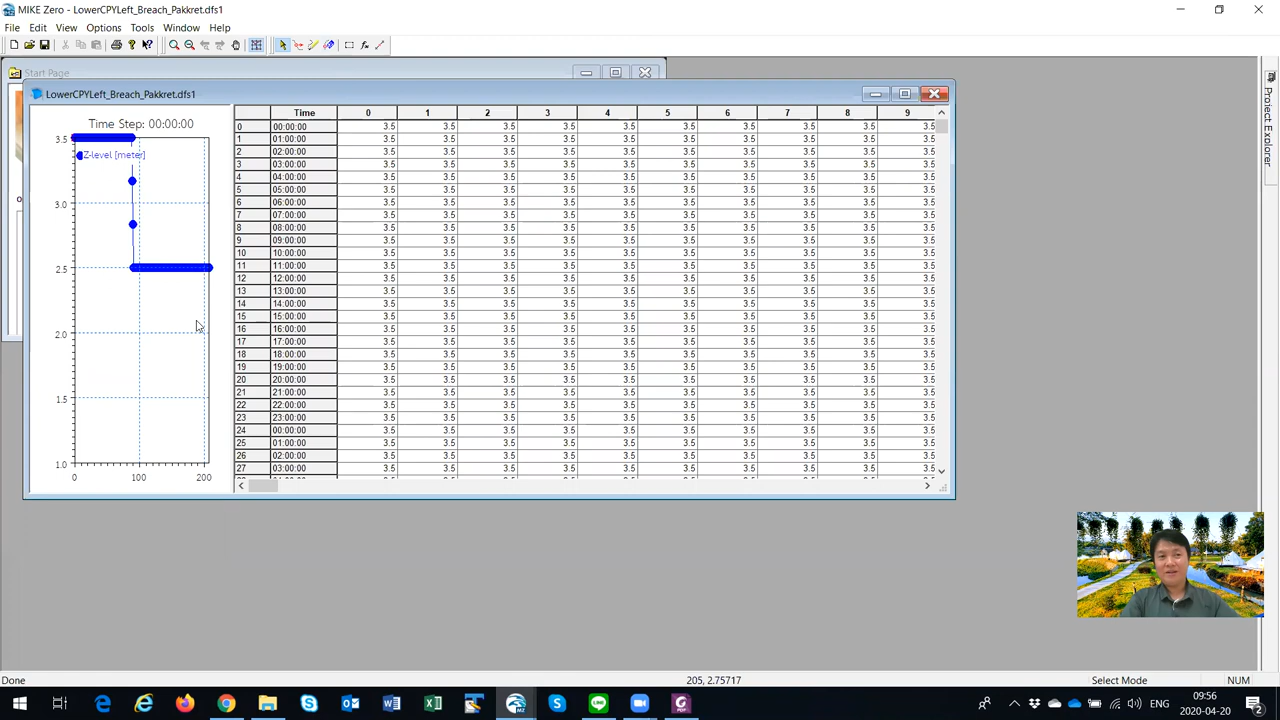 MIKE Zero - LowerCPYLeft_Breach_Pakkret.dfs1
File Edit View Options Tools Window Help
Start Page
LowerCPYLeft_Breach_Pakkret.dfs1
Time Step: 00:00:00
3.5
Z-level [meter]
3.0
2.5
2.0
1.5
1.0
0 100 200
Time 0 1 2 3 4 5 6 7 8 9
0 00:00:00 3.5 3.5 3.5 3.5 3.5 3.5 3.5 3.5 3.5 3.5
1 01:00:00 3.5 3.5 3.5 3.5 3.5 3.5 3.5 3.5 3.5 3.5
2 02:00:00 3.5 3.5 3.5 3.5 3.5 3.5 3.5 3.5 3.5 3.5
3 03:00:00 3.5 3.5 3.5 3.5 3.5 3.5 3.5 3.5 3.5 3.5
4 04:00:00 3.5 3.5 3.5 3.5 3.5 3.5 3.5 3.5 3.5 3.5
5 05:00:00 3.5 3.5 3.5 3.5 3.5 3.5 3.5 3.5 3.5 3.5
6 06:00:00 3.5 3.5 3.5 3.5 3.5 3.5 3.5 3.5 3.5 3.5
7 07:00:00 3.5 3.5 3.5 3.5 3.5 3.5 3.5 3.5 3.5 3.5
8 08:00:00 3.5 3.5 3.5 3.5 3.5 3.5 3.5 3.5 3.5 3.5
9 09:00:00 3.5 3.5 3.5 3.5 3.5 3.5 3.5 3.5 3.5 3.5
10 10:00:00 3.5 3.5 3.5 3.5 3.5 3.5 3.5 3.5 3.5 3.5
11 11:00:00 3.5 3.5 3.5 3.5 3.5 3.5 3.5 3.5 3.5 3.5
12 12:00:00 3.5 3.5 3.5 3.5 3.5 3.5 3.5 3.5 3.5 3.5
13 13:00:00 3.5 3.5 3.5 3.5 3.5 3.5 3.5 3.5 3.5 3.5
14 14:00:00 3.5 3.5 3.5 3.5 3.5 3.5 3.5 3.5 3.5 3.5
15 15:00:00 3.5 3.5 3.5 3.5 3.5 3.5 3.5 3.5 3.5 3.5
16 16:00:00 3.5 3.5 3.5 3.5 3.5 3.5 3.5 3.5 3.5 3.5
17 17:00:00 3.5 3.5 3.5 3.5 3.5 3.5 3.5 3.5 3.5 3.5
18 18:00:00 3.5 3.5 3.5 3.5 3.5 3.5 3.5 3.5 3.5 3.5
19 19:00:00 3.5 3.5 3.5 3.5 3.5 3.5 3.5 3.5 3.5 3.5
20 20:00:00 3.5 3.5 3.5 3.5 3.5 3.5 3.5 3.5 3.5 3.5
21 21:00:00 3.5 3.5 3.5 3.5 3.5 3.5 3.5 3.5 3.5 3.5
22 22:00:00 3.5 3.5 3.5 3.5 3.5 3.5 3.5 3.5 3.5 3.5
23 23:00:00 3.5 3.5 3.5 3.5 3.5 3.5 3.5 3.5 3.5 3.5
24 00:00:00 3.5 3.5 3.5 3.5 3.5 3.5 3.5 3.5 3.5 3.5
25 01:00:00 3.5 3.5 3.5 3.5 3.5 3.5 3.5 3.5 3.5 3.5
26 02:00:00 3.5 3.5 3.5 3.5 3.5 3.5 3.5 3.5 3.5 3.5
27 03:00:00 3.5 3.5 3.5 3.5 3.5 3.5 3.5 3.5 3.5 3.5
Project Explorer
Done 205, 2.75717 Select Mode NUM
ENG
09:56
2020-04-20
2